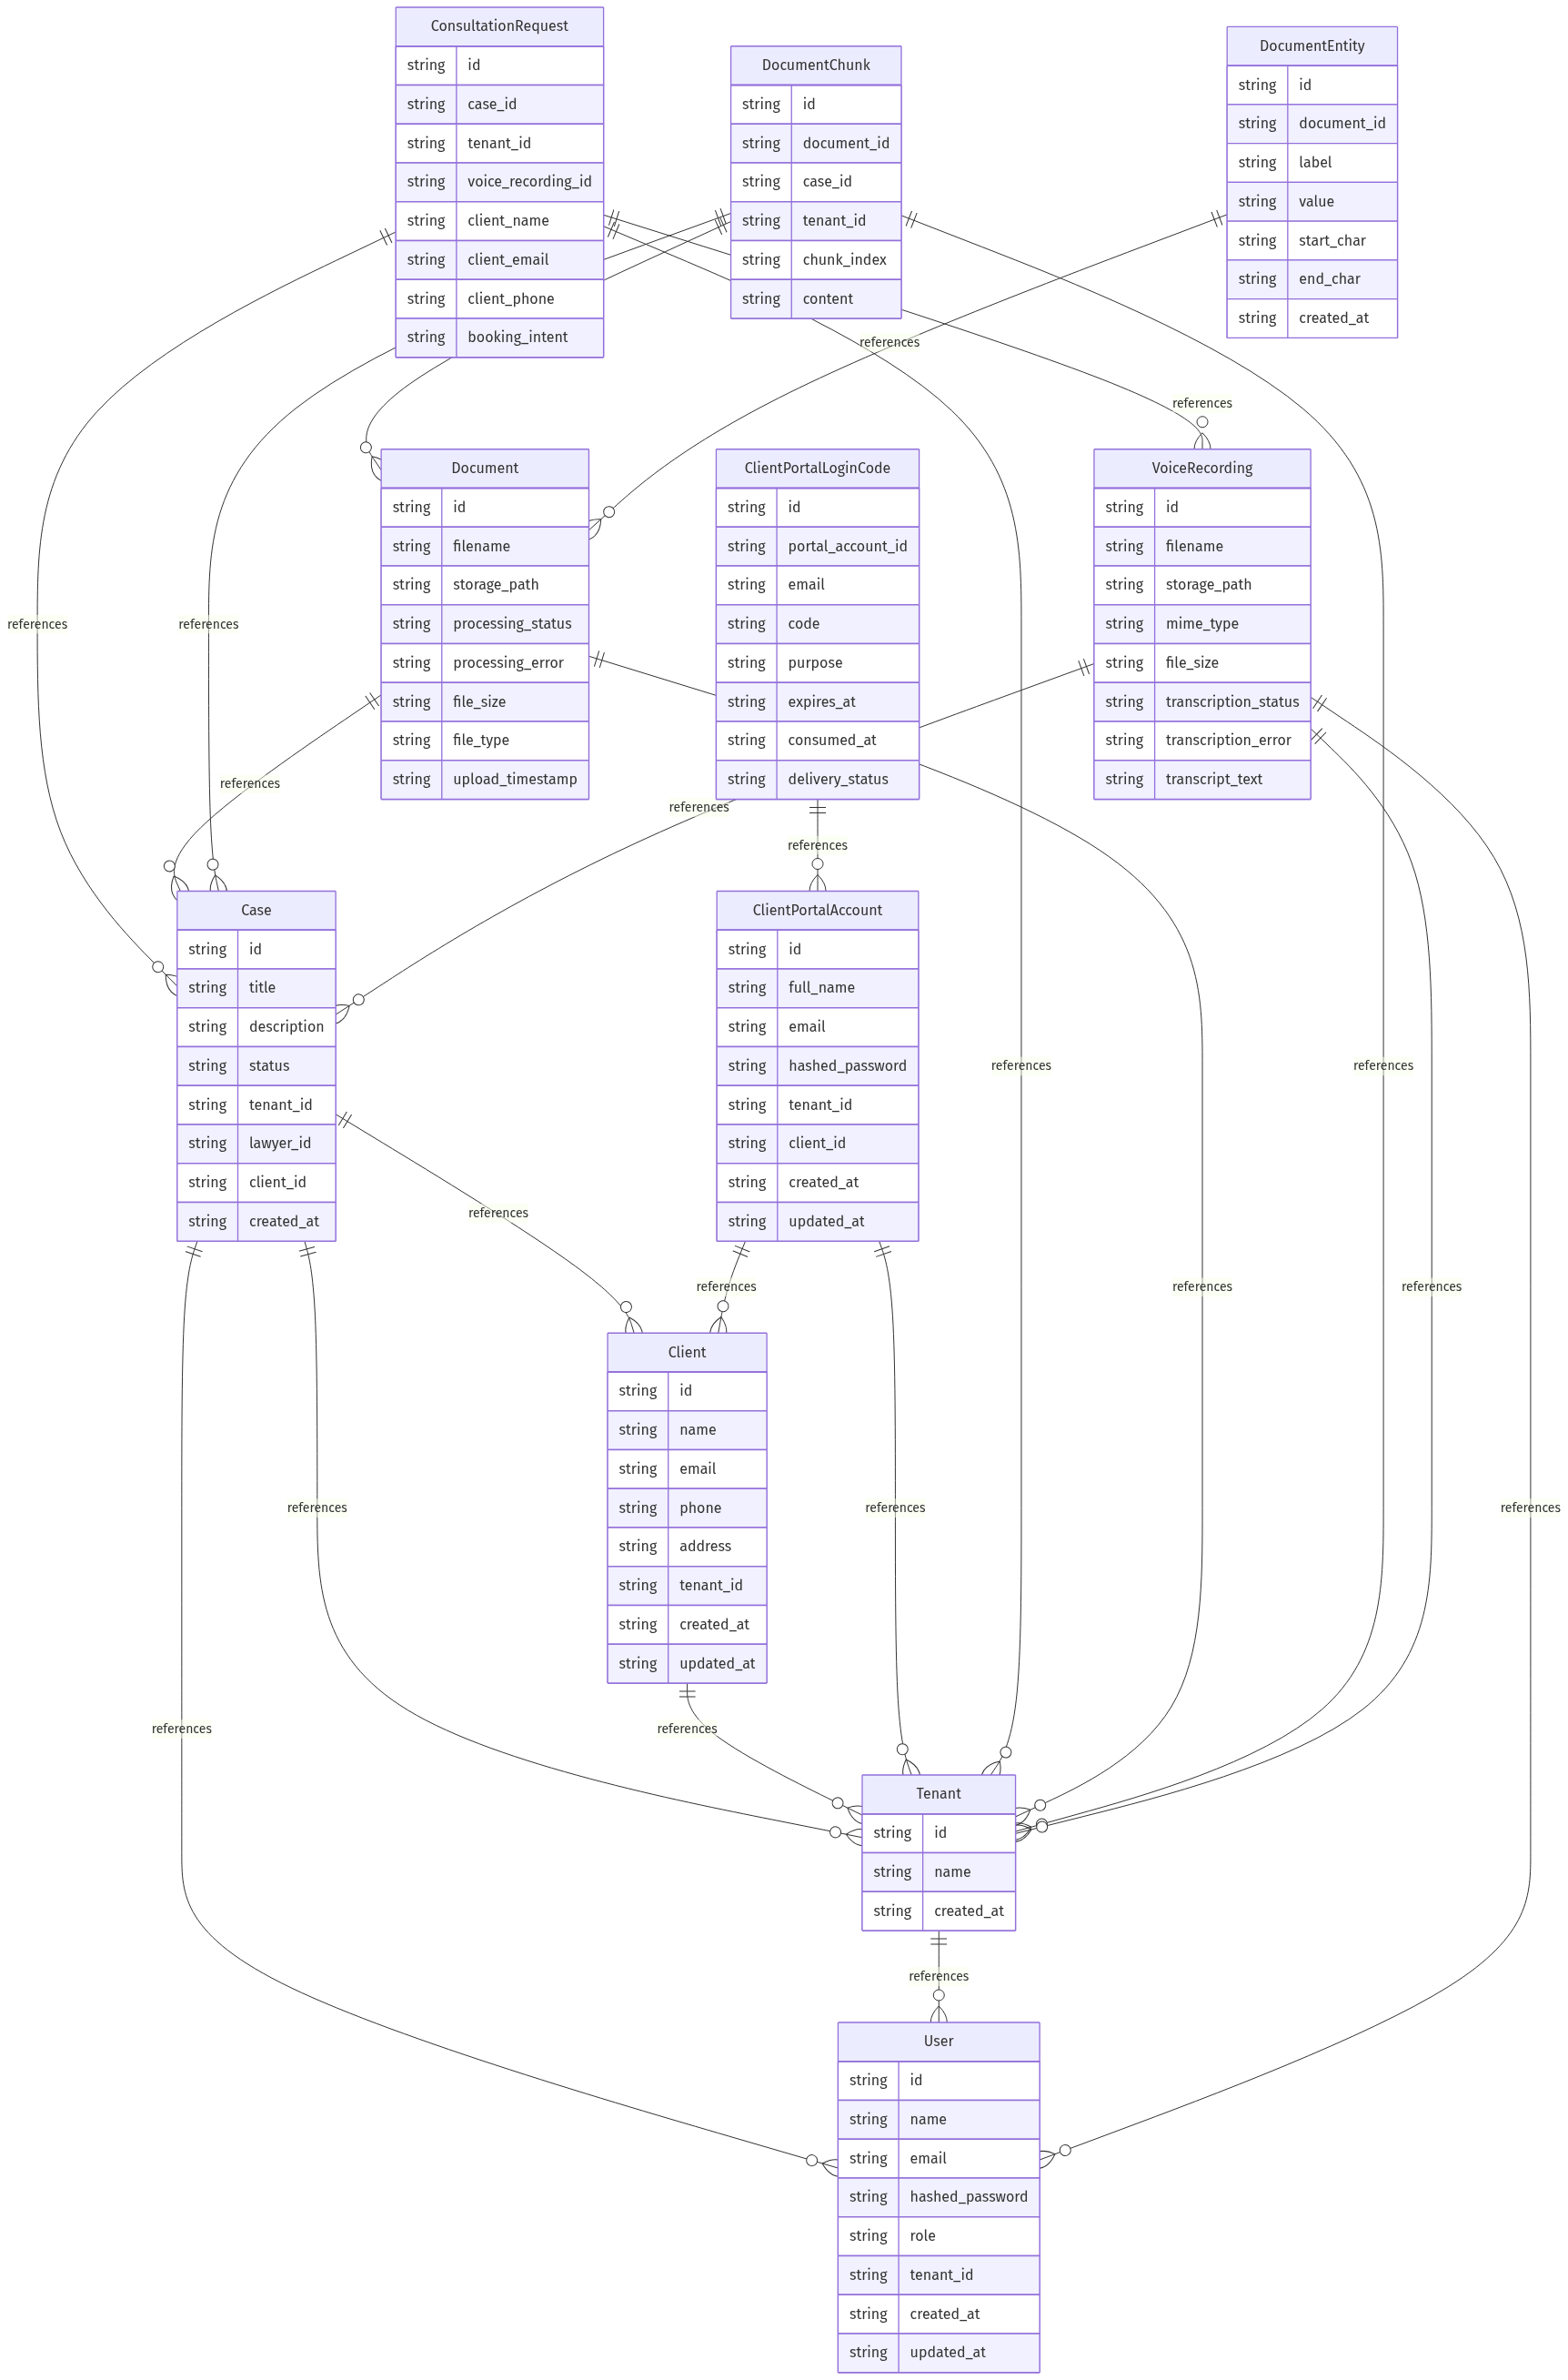 ConsultationRequest
string id
string case_id
string tenant_id
string voice_recording_id
string client_name
string client_email
string client_phone
string booking_intent
DocumentChunk
string id
string document_id
string case_id
string tenant_id
string chunk_index
string content
DocumentEntity
string id
string document_id
string label
string value
string start_char
string end_char
string created_at
references
references
Document
string id
string filename
string storage_path
string processing_status
string processing_error
string file_size
string file_type
string upload_timestamp
ClientPortalLoginCode
string id
string portal_account_id
string email
string code
string purpose
string expires_at
string consumed_at
string delivery_status
VoiceRecording
string id
string filename
string storage_path
string mime_type
string file_size
string transcription_status
string transcription_error
string transcript_text
references
references
references
references
references
Case
string id
string title
string description
string status
string tenant_id
string lawyer_id
string client_id
string created_at
ClientPortalAccount
string id
string full_name
string email
string hashed_password
string tenant_id
string client_id
string created_at
string updated_at
references
references
references
references
references
references
Client
string id
string name
string email
string phone
string address
string tenant_id
string created_at
string updated_at
references
references
references
references
references
Tenant
string id
string name
string created_at
references
User
string id
string name
string email
string hashed_password
string role
string tenant_id
string created_at
string updated_at